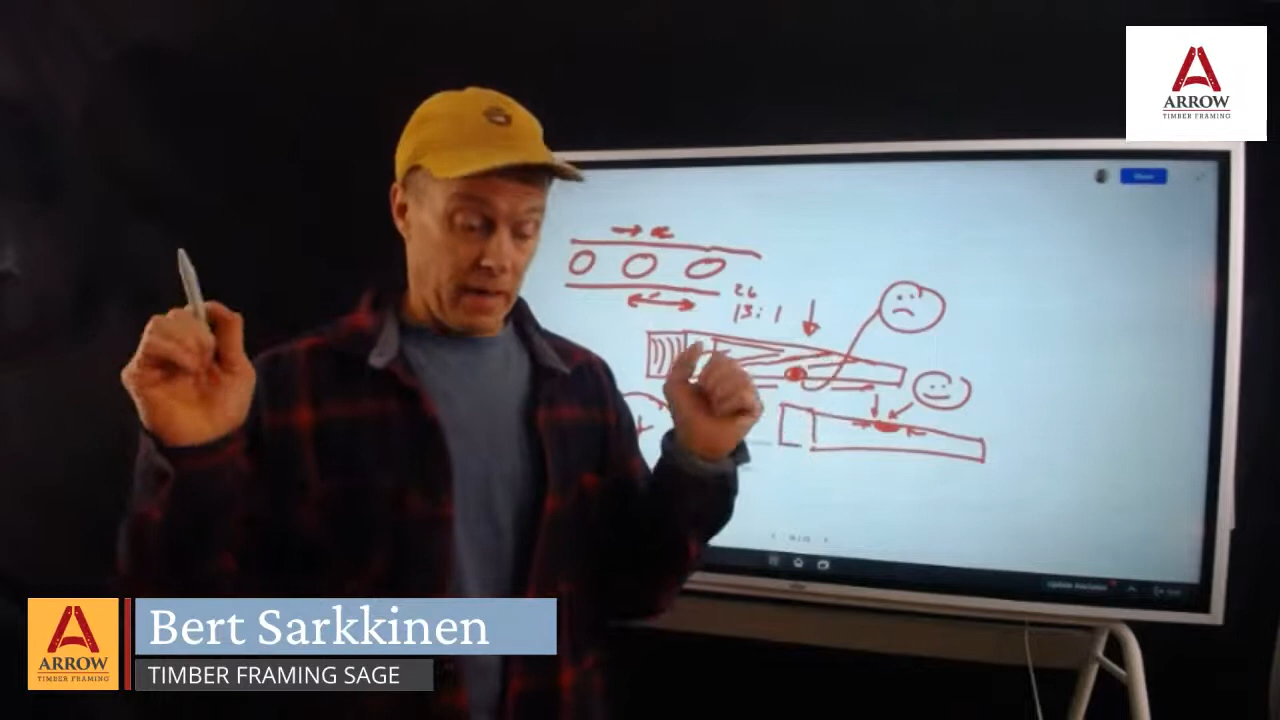 ARROW
TIMBER FRAMING
26
13:1
ARROW
TIMBER FRAMING
Bert Sarkkinen
TIMBER FRAMING SAGE